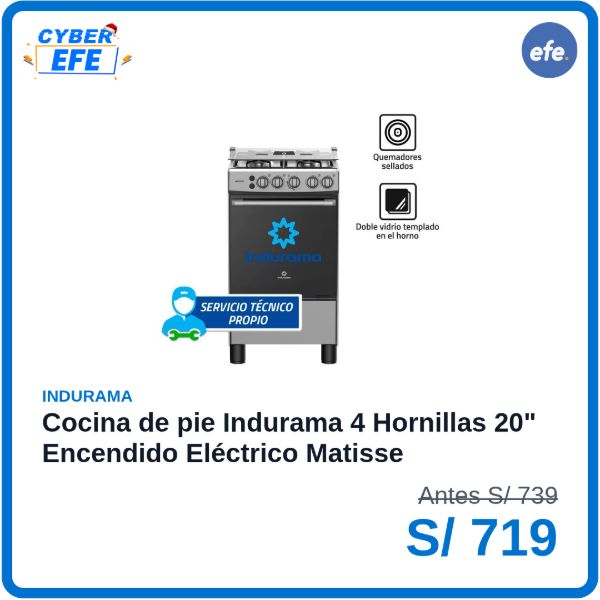 CYBER
EFE
efe.
Quemadores
sellados
Doble vidrio templado
en el horno
indurama
SERVICIO TÉCNICO
PROPIO
INDURAMA
Cocina de pie Indurama 4 Hornillas 20"
Encendido Eléctrico Matisse
Antes S/ 739
S/ 719